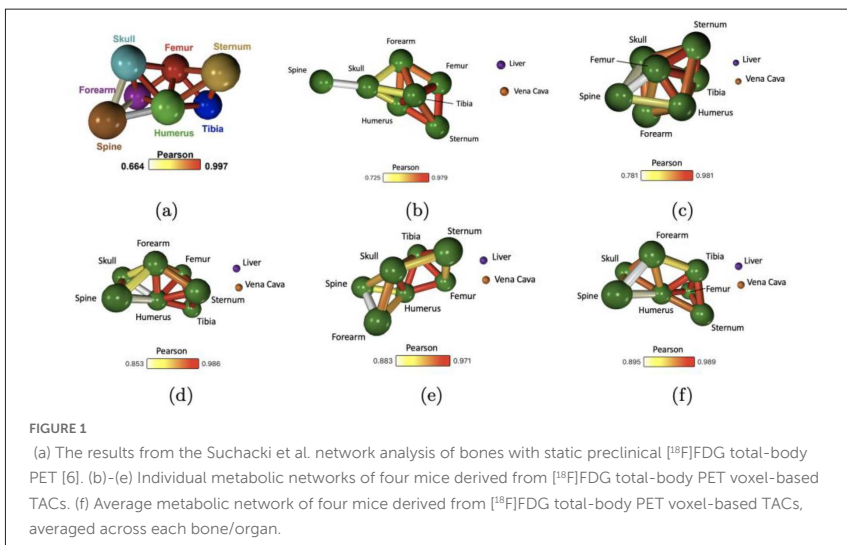 Skull
Femur
Sternum
Forearm
Spine
Humerus
Tibia
Pearson
0.664
0.997
(a)
Forearm
Spine
Skull
Femur
Liver
Vena Cava
Tibia
Humerus
Sternum
Pearson
0.725
0.979
(b)
Sternum
Skull
Femur
Liver
Tibia
Spine
Vena Cava
Humerus
Forearm
Pearson
0.781
0.981
(c)
Forearm
Skull
Femur
Liver
Vena Cava
Spine
Sternum
Humerus
Tibia
Pearson
0.853
0.986
(d)
Sternum
Tibia
Skull
Liver
Spine
Femur
Vena Cava
Humerus
Forearm
Pearson
0.883
0.971
(e)
Forearm
Skull
Tibia
Liver
Vena Cava
Spine
Femur
Humerus
Sternum
Pearson
0.895
0.989
(f)
FIGURE 1
(a) The results from the Suchacki et al. network analysis of bones with static preclinical [¹⁸F]FDG total-body
PET [6]. (b)-(e) Individual metabolic networks of four mice derived from [¹⁸F]FDG total-body PET voxel-based
TACs. (f) Average metabolic network of four mice derived from [¹⁸F]FDG total-body PET voxel-based TACs,
averaged across each bone/organ.